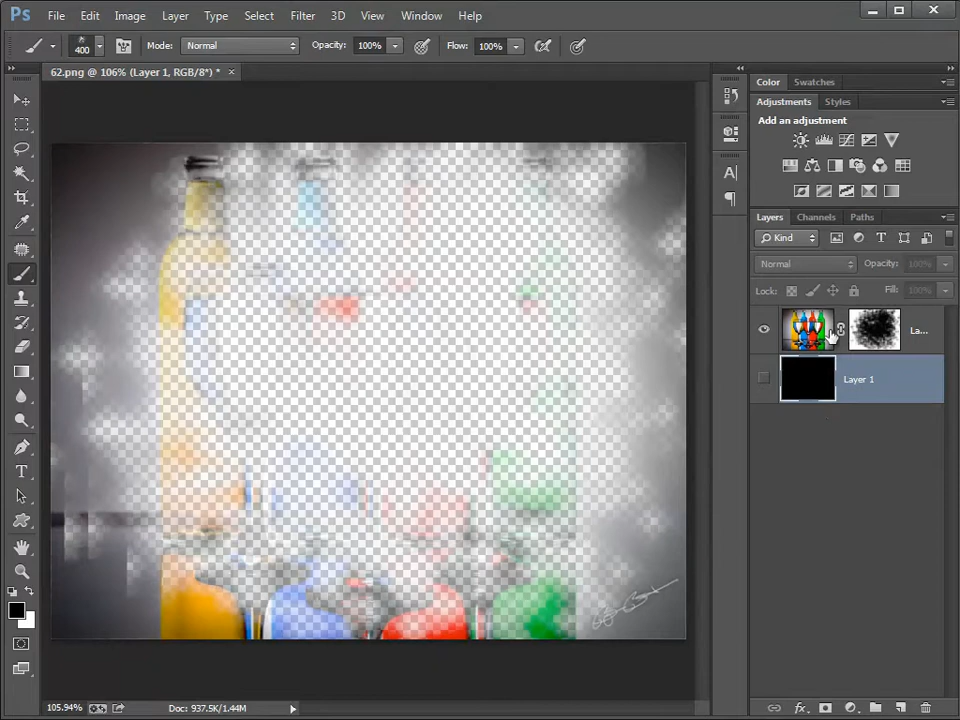 Ps File Edit Image Layer Type Select Filter 3D View Window Help
400 Mode: Normal Opacity: 100% Flow: 100%
62.png @ 106% (Layer 1, RGB/8*) * ×
Color Swatches
Adjustments Styles
Add an adjustment
Layers Channels Paths
Kind
Normal Opacity: 100%
Lock: Fill: 100%
La...
Layer 1
105.94% Doc: 937.5K/1.44M